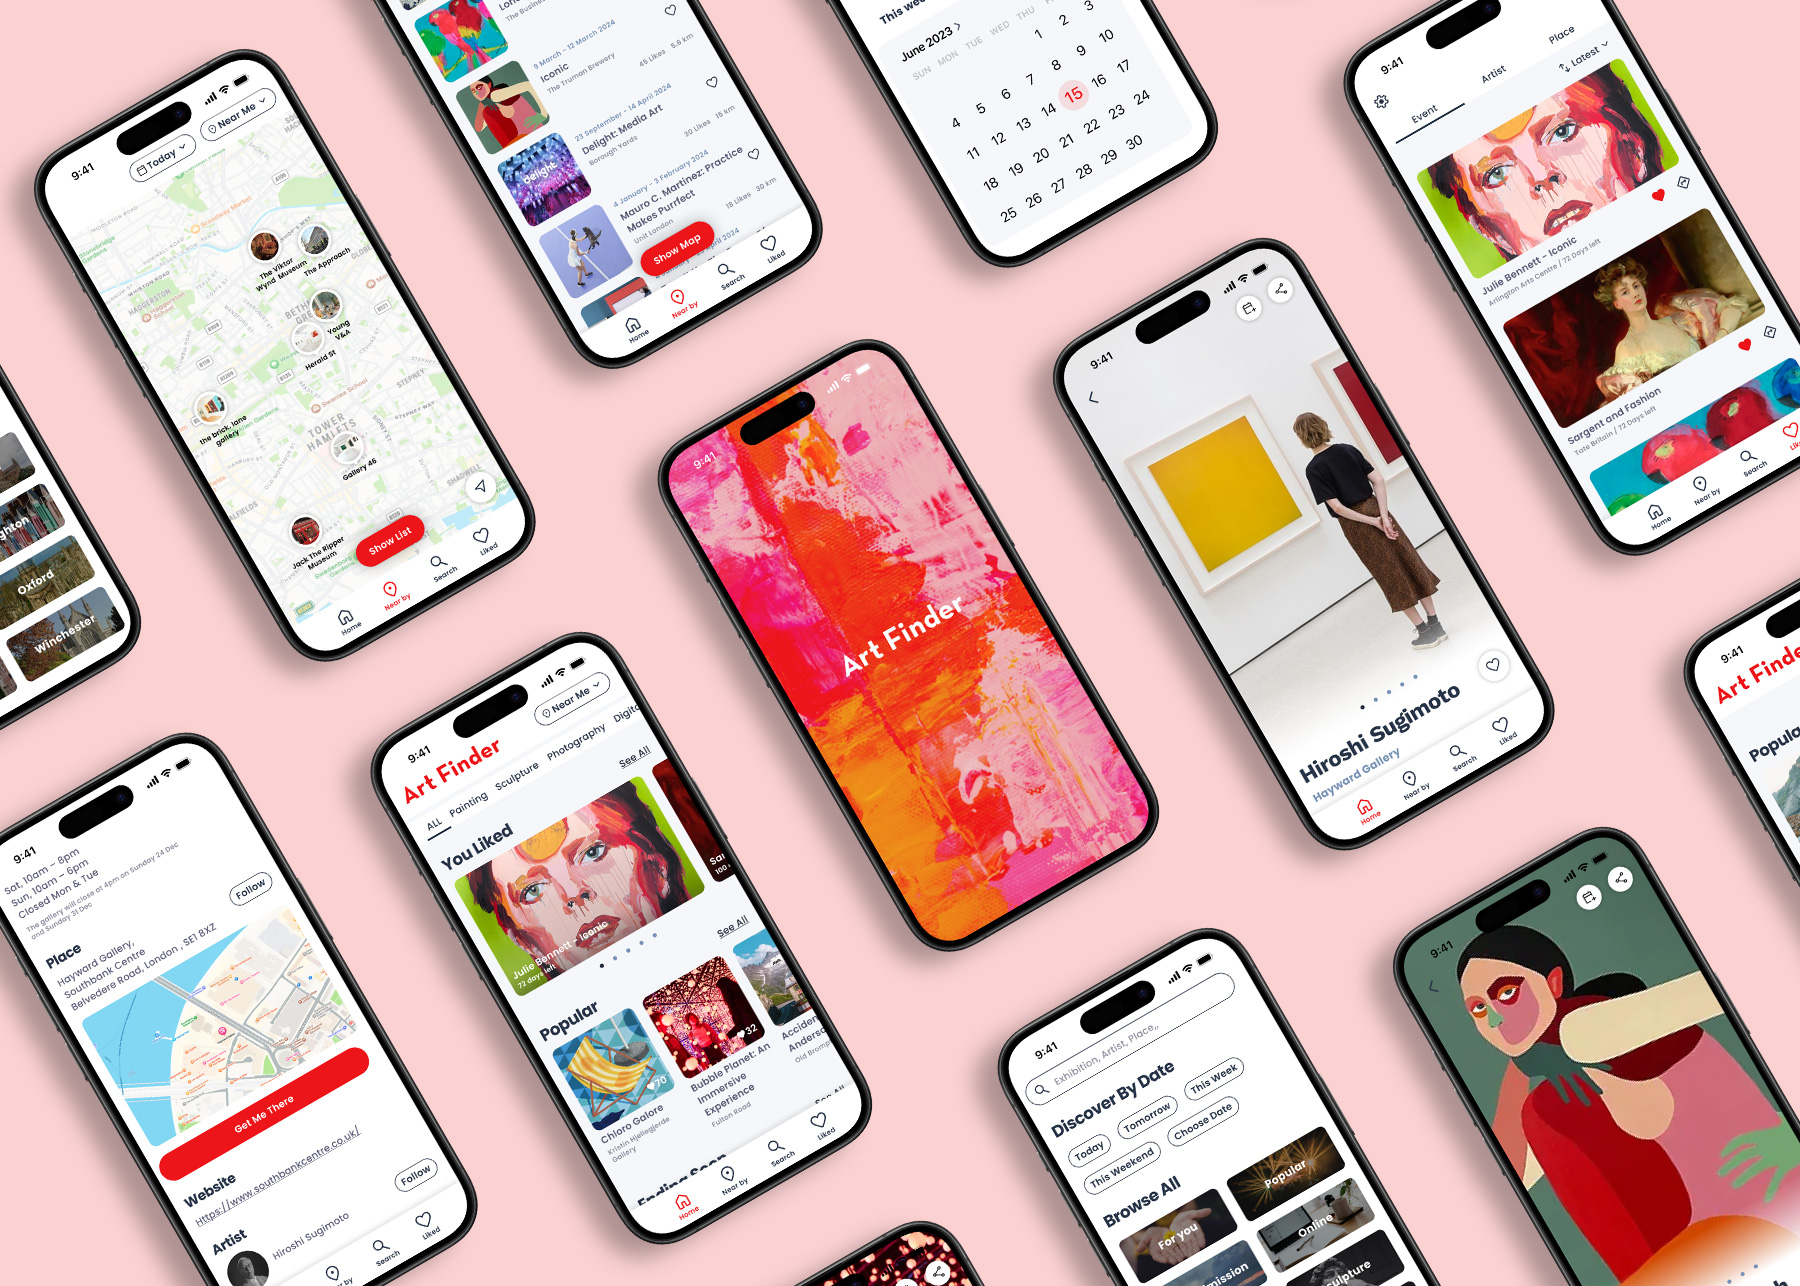 9:41
Today
Near Me
Broadway Market
HAGGERSTON
The Viktor
Wynd Museum
The Approach
Young
V&A
Herald St
the brick lane
gallery
Swanlea School
STEPNEY
STEPNEY WAY
TOWER
HAMLETS
Gallery 46
SHADWELL
Jack The Ripper
Museum
Show List
Home
Near by
Search
Liked
9 March - 12 March 2024
Iconic
The Truman Brewery
45 Likes 5.6 km
23 September - 14 April 2024
Delight: Media Art
Borough Yards
30 Likes 15 km
delight
4 January - 3 February 2024
Mauro C. Martinez: Practice
Makes Purrfect
Unit London
18 Likes 30 km
Show Map
Home
Near by
Search
Liked
June 2023
SUN MON TUE WED THU
1 2 3
4 5 6 7 8 9 10
11 12 13 14 15 16 17
18 19 20 21 22 23 24
25 26 27 28 29 30
9:41
Event
Artist
Place
Latest
Julie Bennett - Iconic
Arlington Arts Centre / 72 Days left
Sargent and Fashion
Tate Britain / 72 Days left
Home
Near by
Search
Oxford
Winchester
9:41
Art Finder
9:41
Hiroshi Sugimoto
Hayward Gallery
Home
Near by
Search
Liked
9:41
Art Finder
9:41
Sat, 10am - 8pm
Sun, 10am - 6pm
Closed Mon & Tue
The gallery will close at 4pm on Sunday 24 Dec
and Sunday 31 Dec
Place
Follow
Hayward Gallery,
Southbank Centre
Belvedere Road, London , SE1 8XZ
Get Me There
Website
Https://www.southbankcentre.co.uk/
Artist
Follow
Hiroshi Sugimoto
Search
Liked
9:41
Near Me
Art Finder
ALL Painting Sculpture Photography
You Liked
See All
Julie Bennett - Iconic
72 days left
Popular
See All
70
32
Chloro Galore
Kristin Hjellegjerde
Gallery
Bubble Planet: An
Immersive
Experience
Fulton Road
Ending Soon
Home
Near by
Search
Liked
9:41
Exhibition, Artist, Place,,
Discover By Date
Today
Tomorrow
This Week
This Weekend
Choose Date
Browse All
For you
Popular
Online
9:41